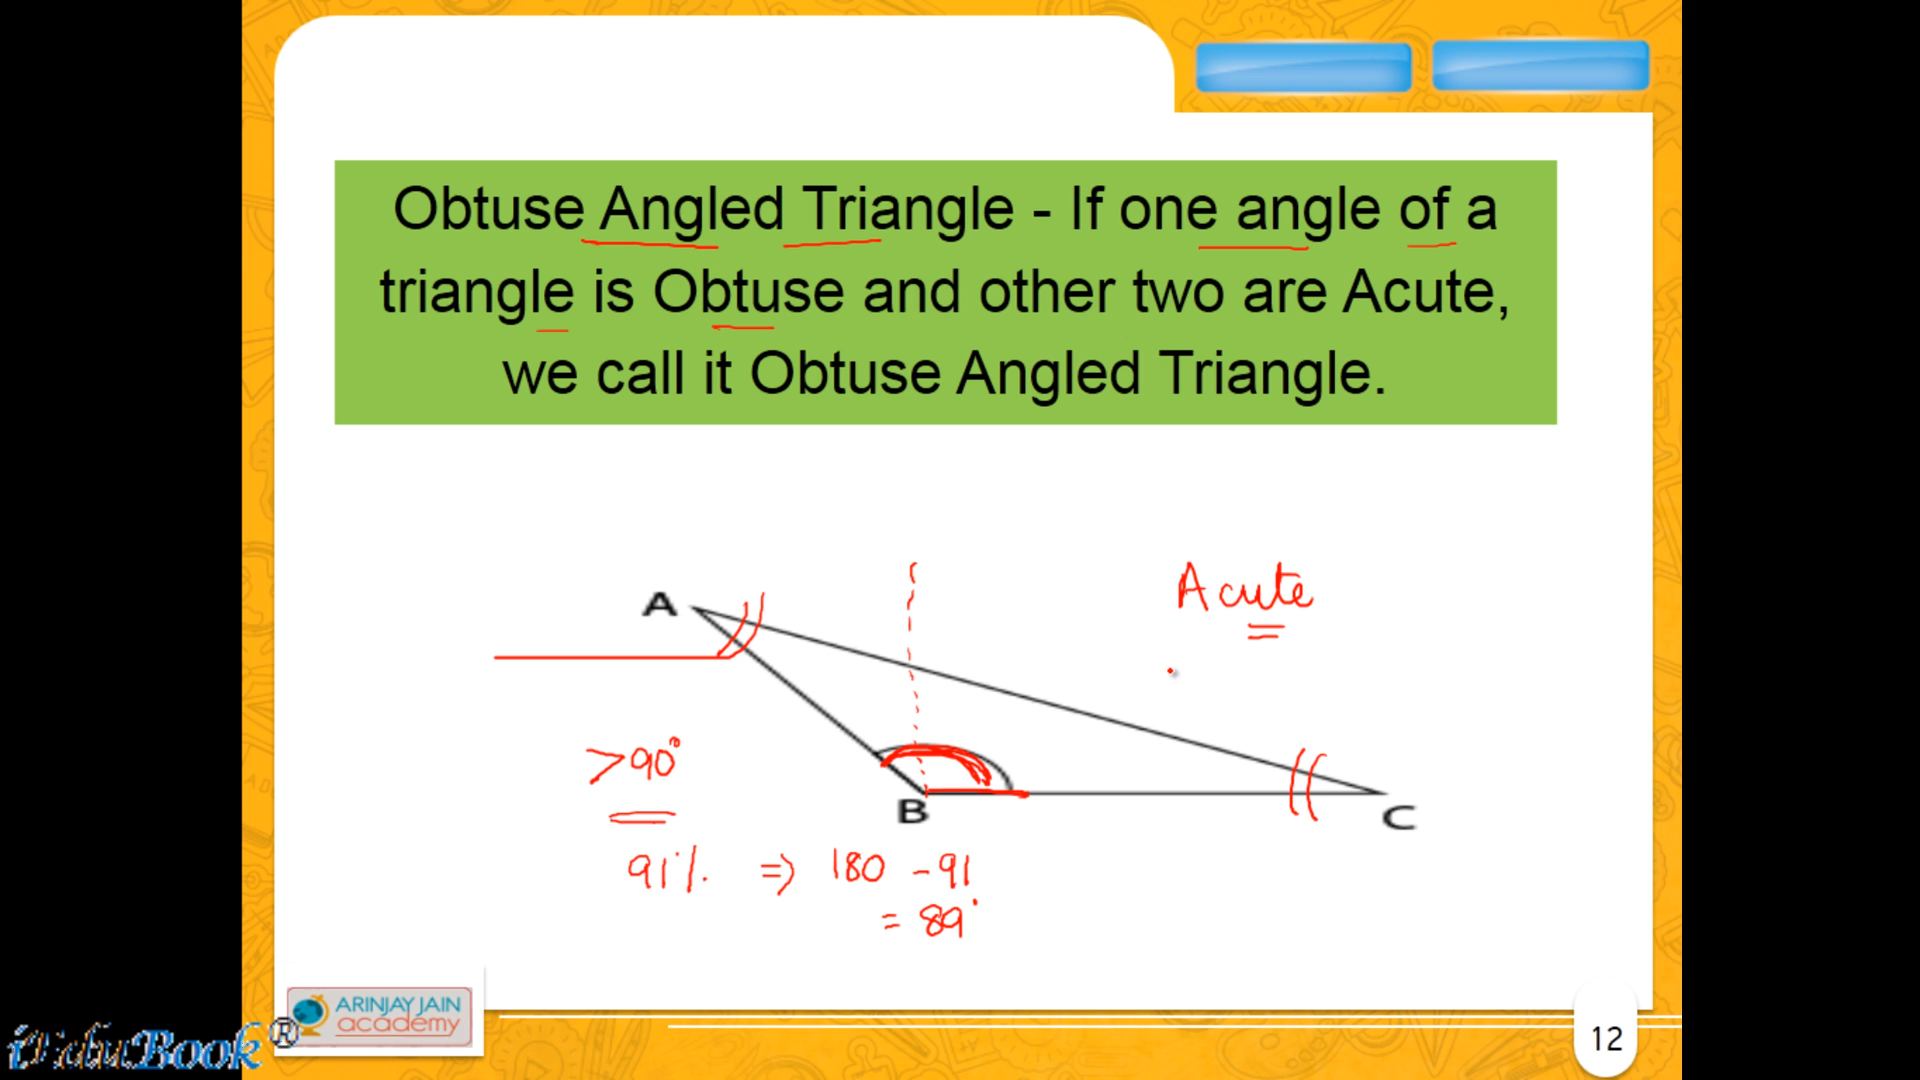 Obtuse Angled Triangle - If one angle of a
triangle is Obtuse and other two are Acute,
we call it Obtuse Angled Triangle.
Acute
A
>90°
B
C
91%. => 180 - 91
= 89°
ARINJAY JAIN
academy
iEduBook®
12